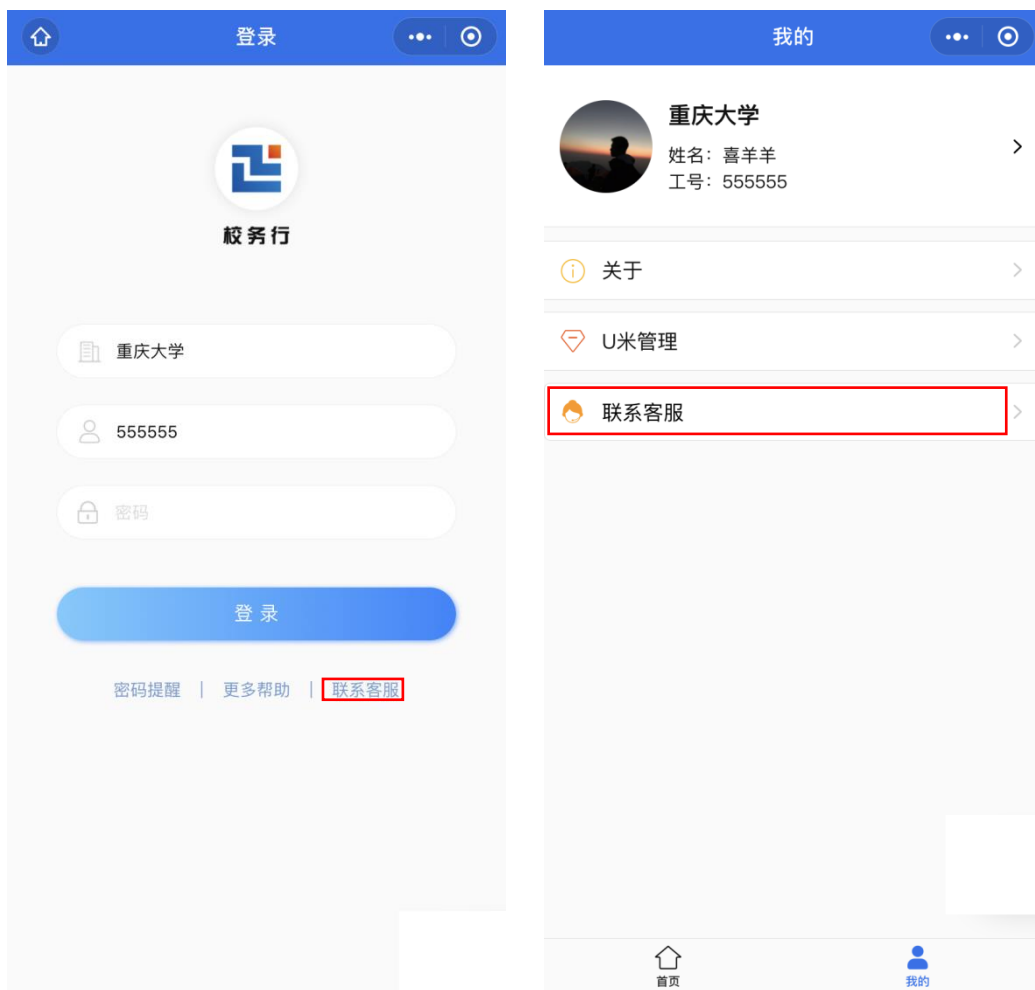 登录
校务行
重庆大学
555555
密码
登 录
密码提醒 | 更多帮助 | 联系客服
我的
重庆大学
姓名：喜羊羊
工号：555555
关于
U米管理
联系客服
首页
我的